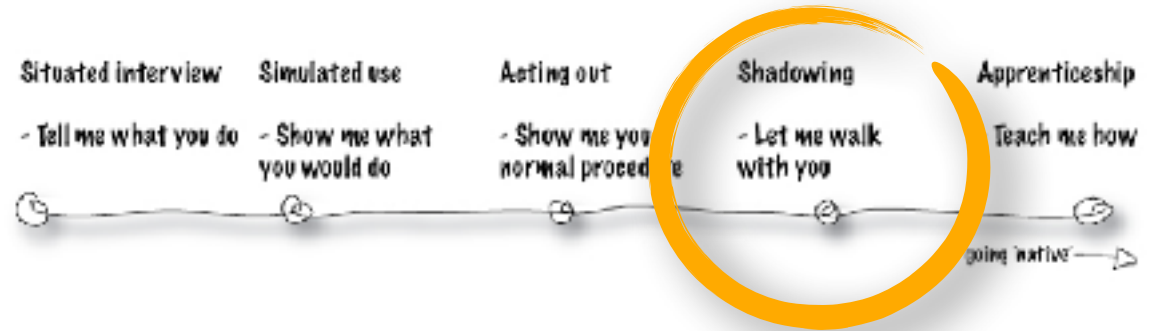 Situated interview
- Tell me what you do
Simulated use
- Show me what
you would do
Acting out
- Show me you
normal procedure
Shadowing
- Let me walk
with you
Apprenticeship
Teach me how
going 'native'